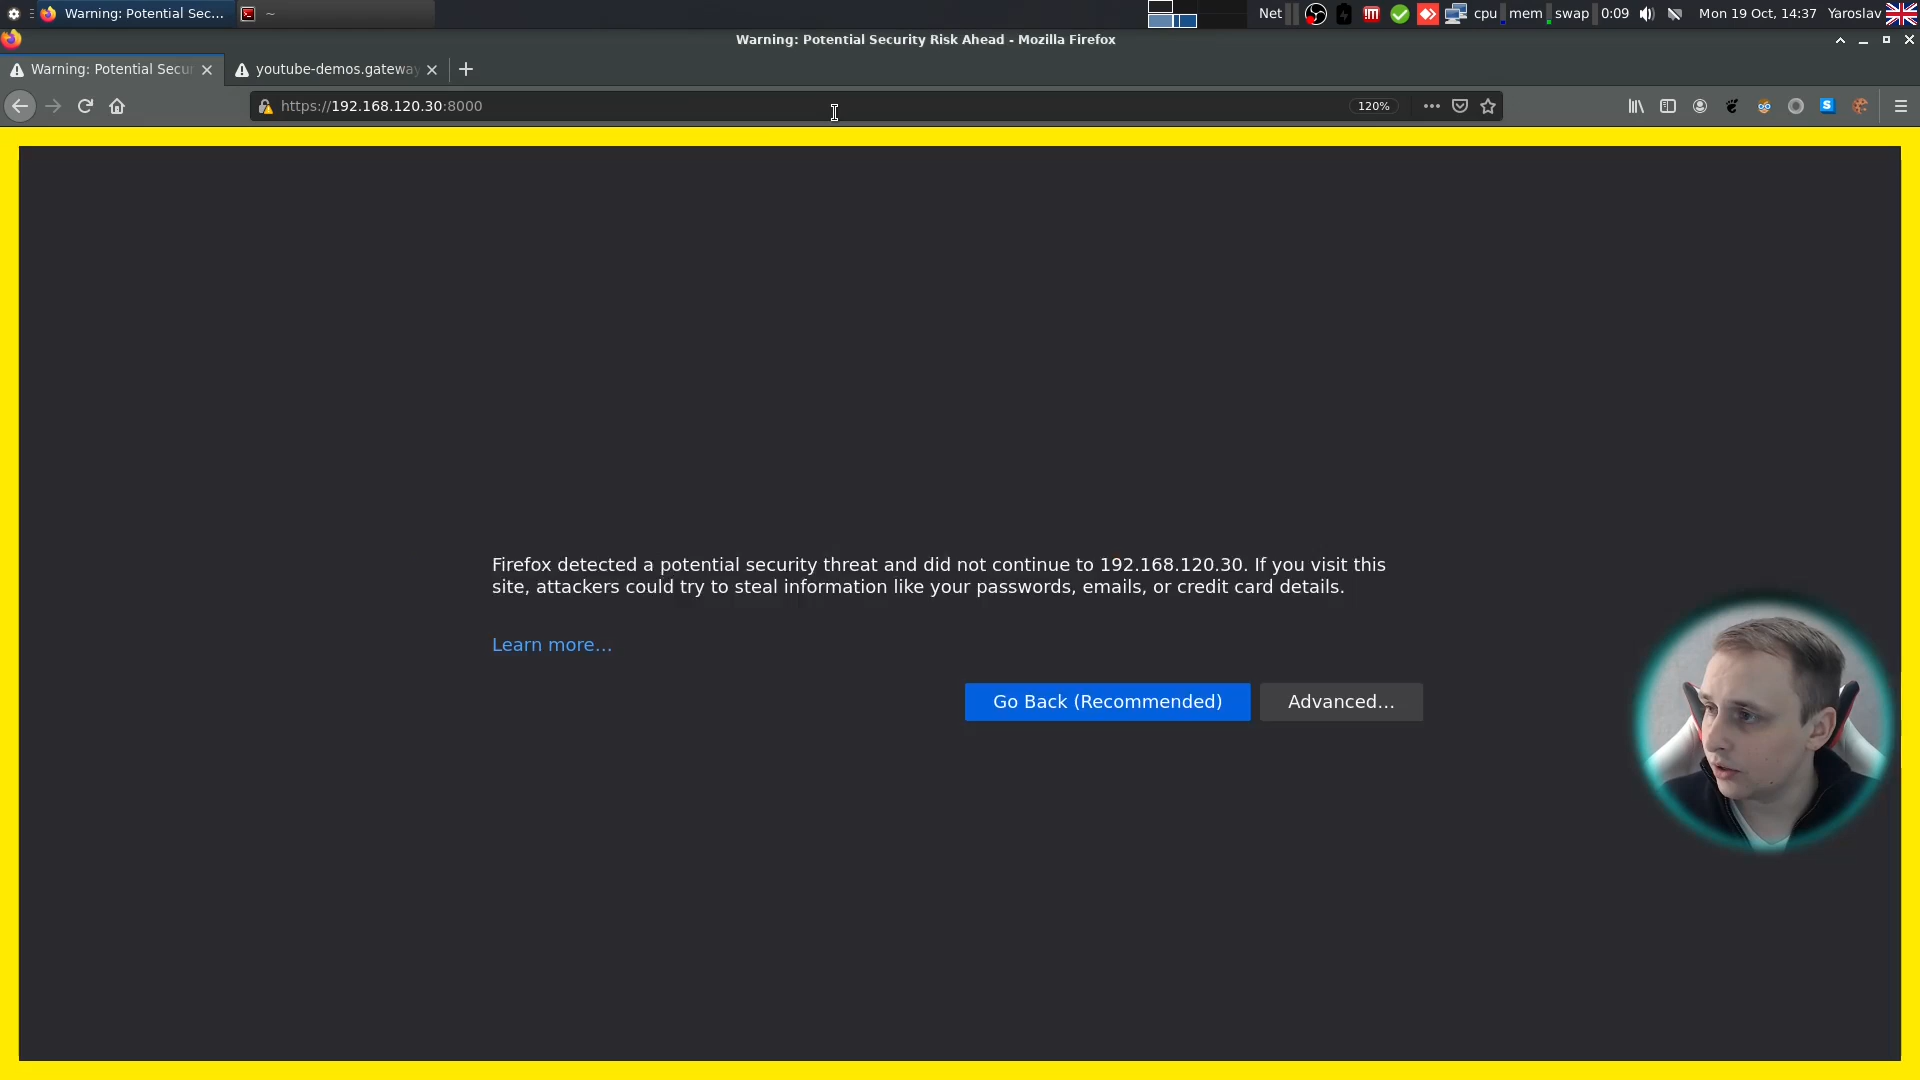 Warning: Potential Sec...
~
Net
cpu
mem
swap
0:09
Mon 19 Oct, 14:37
Yaroslav
Warning: Potential Security Risk Ahead - Mozilla Firefox
Warning: Potential Secur
youtube-demos.gateway
https://192.168.120.30:8000
120%
Firefox detected a potential security threat and did not continue to 192.168.120.30. If you visit this
site, attackers could try to steal information like your passwords, emails, or credit card details.
Learn more…
Go Back (Recommended)
Advanced…